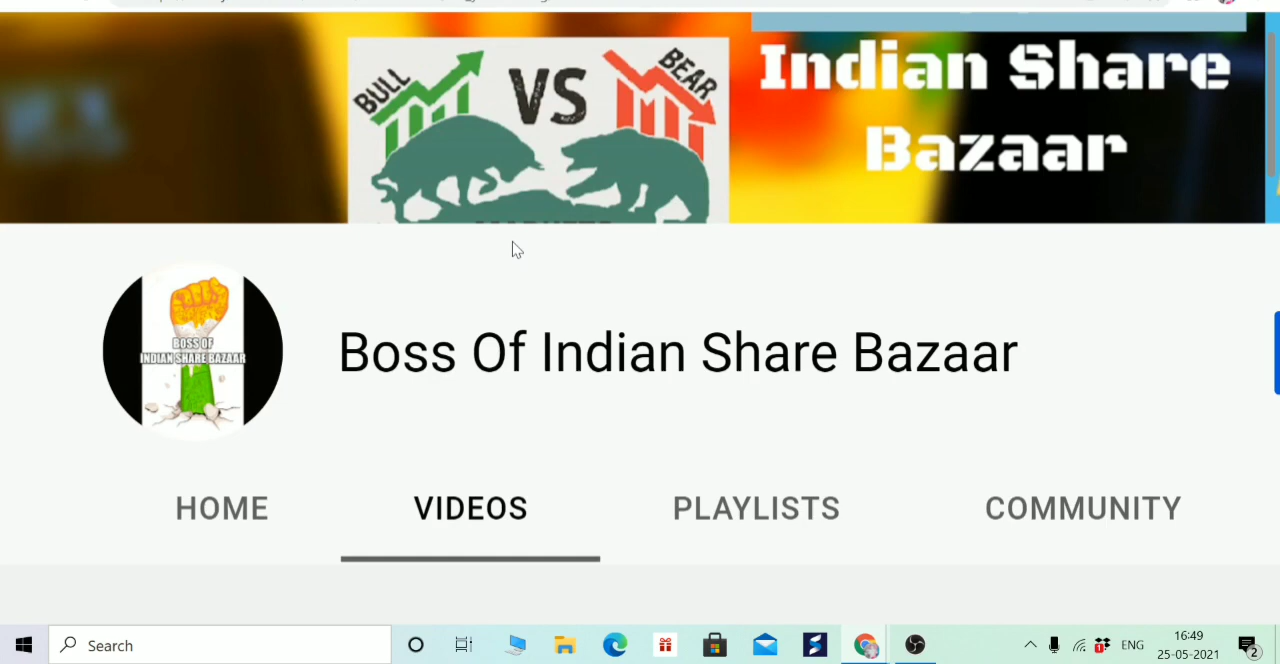 Indian Share
Bazaar
BULL
VS
BEAR
BOSS OF
INDIAN SHARE BAZAAR
Boss Of Indian Share Bazaar
HOME
VIDEOS
PLAYLISTS
COMMUNITY
Search
ENG
16:49
25-05-2021
1
2